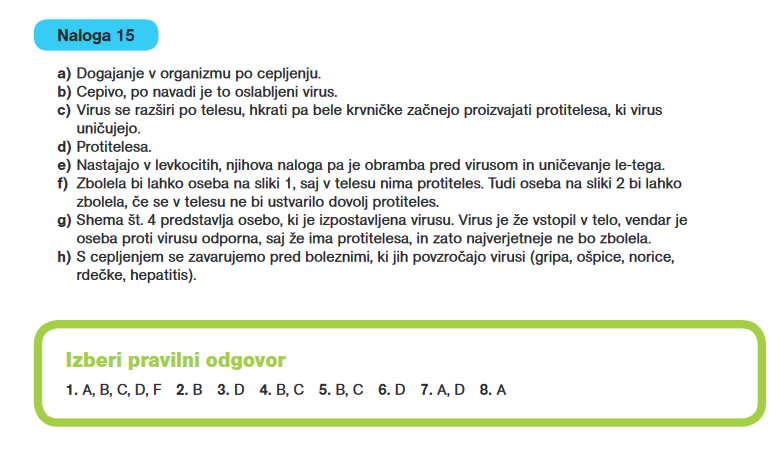 Naloga 15
a) Dogajanje v organizmu po cepljenju.
b) Cepivo, po navadi je to oslabljeni virus.
c) Virus se razširi po telesu, hkrati pa bele krvničke začnejo proizvajati protitelesa, ki virus
uničujejo.
d) Protitelesa.
e) Nastajajo v levkocitih, njihova naloga pa je obramba pred virusom in uničevanje le-tega.
f) Zbolela bi lahko oseba na sliki 1, saj v telesu nima protiteles. Tudi oseba na sliki 2 bi lahko
zbolela, če se v telesu ne bi ustvarilo dovolj protiteles.
g) Shema št. 4 predstavlja osebo, ki je izpostavljena virusu. Virus je že vstopil v telo, vendar je
oseba proti virusu odporna, saj že ima protitelesa, in zato najverjetneje ne bo zbolela.
h) S cepljenjem se zavarujemo pred boleznimi, ki jih povzročajo virusi (gripa, ošpice, norice,
rdečke, hepatitis).
Izberi pravilni odgovor
1. A, B, C, D, F 2. B 3. D 4. B, C 5. B, C 6. D 7. A, D 8. A